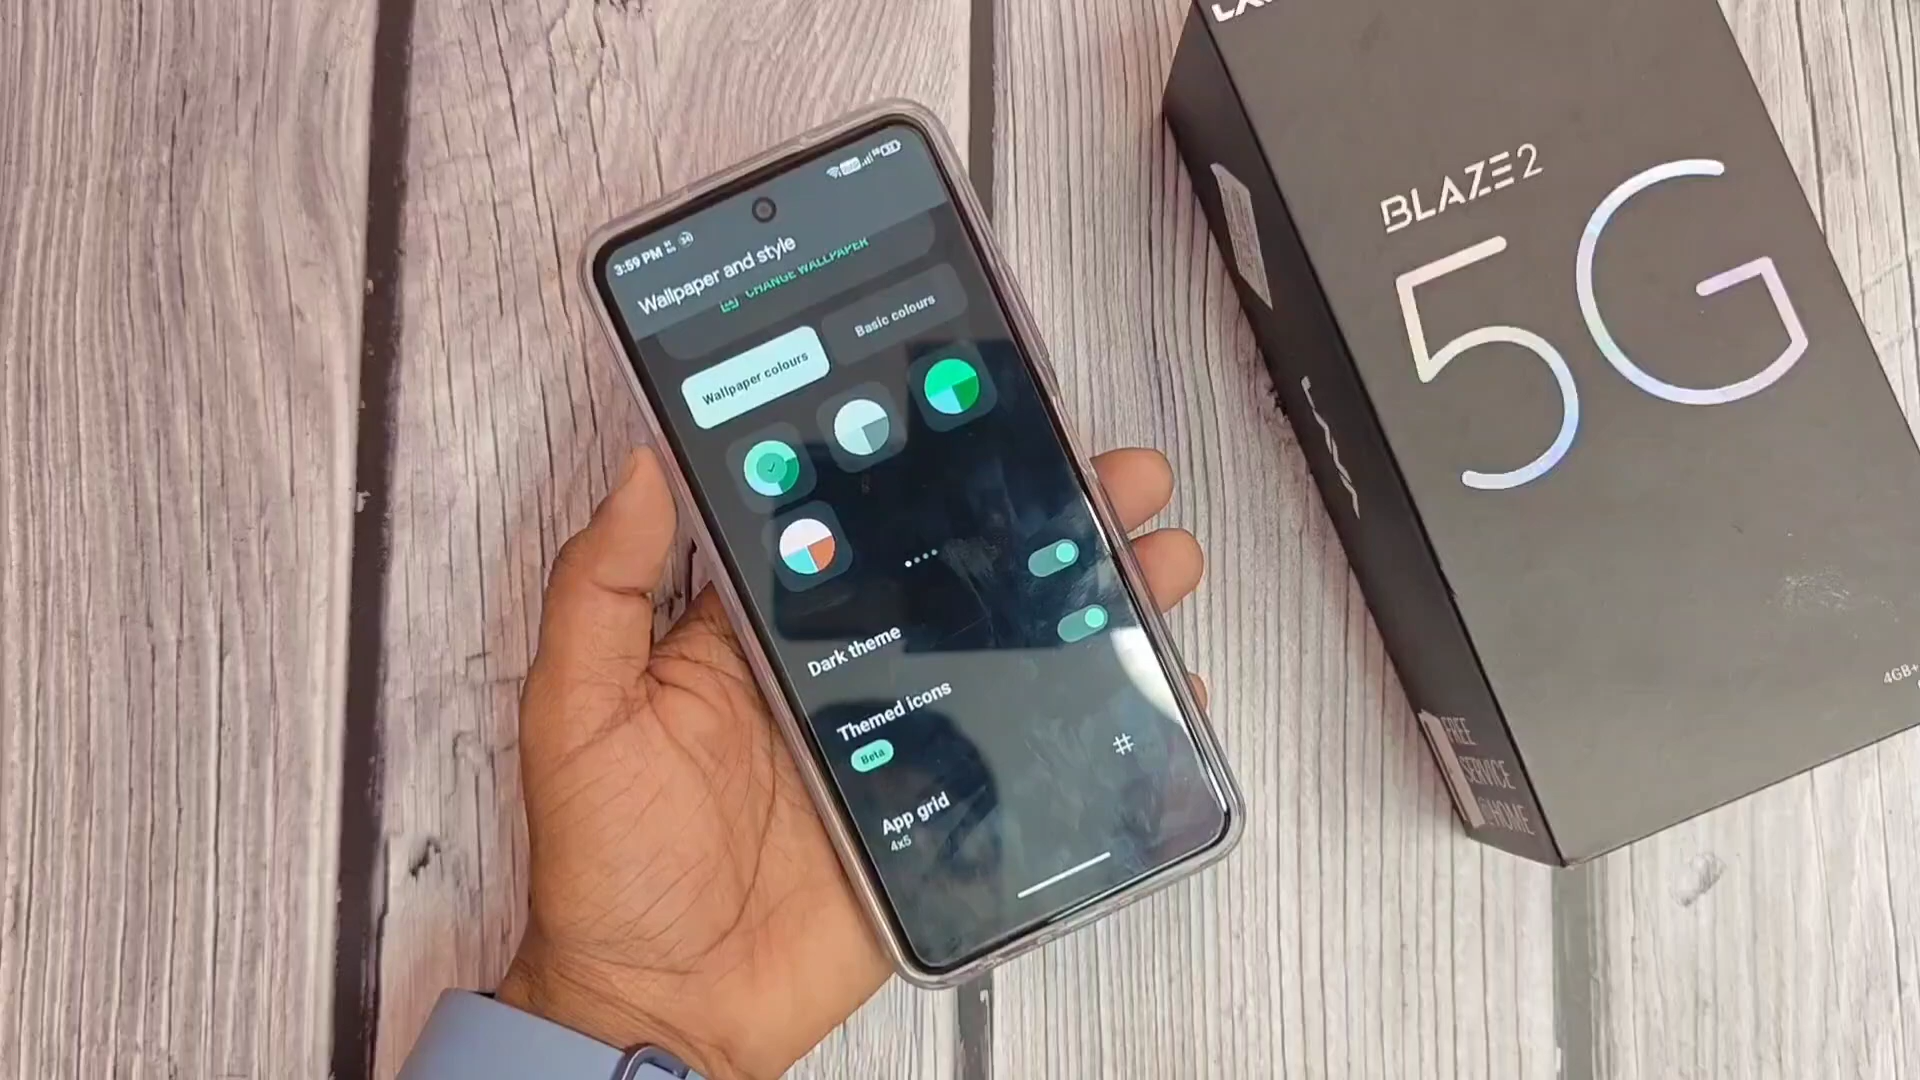 3:59 PM
Wallpaper and style
CHANGE WALLPAPER
Wallpaper colours
Basic colours
Dark theme
Themed icons
Beta
App grid
4x5
BLAZE 2
5G
4GB+
LAVA
FREE
SERVICE
@HOME